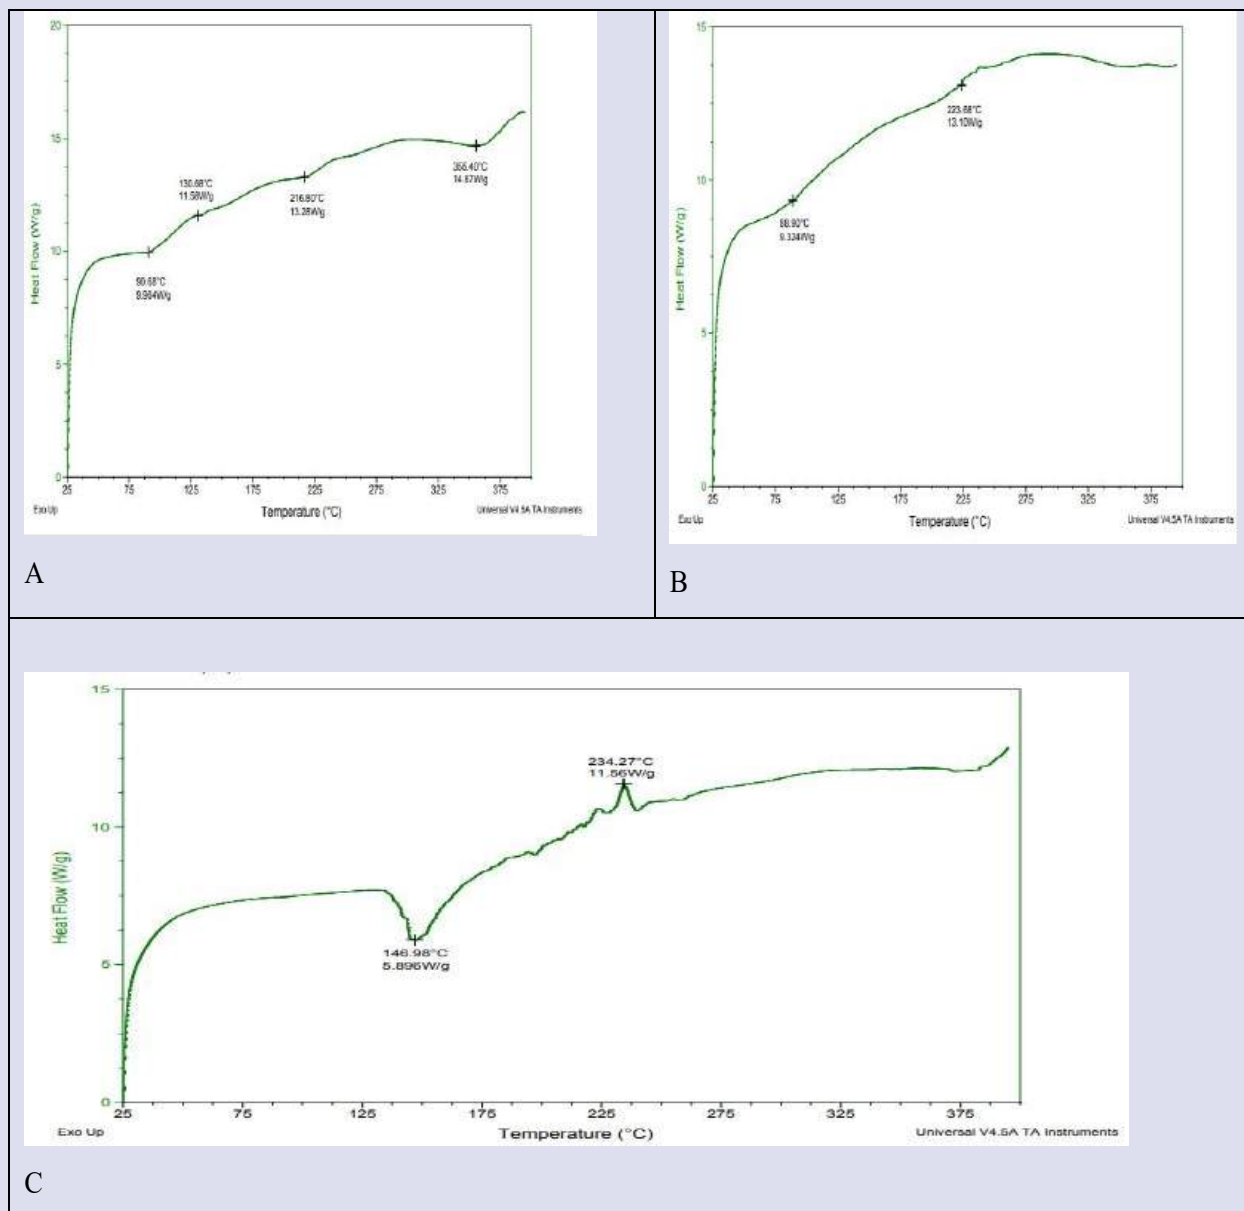 20
15
10
5
0
Heat Flow (W/g)
130.68°C
11.58W/g
90.68°C
9.964W/g
216.80°C
13.28W/g
14.67W/g
25 75 125 175 225 275 325 375
Exo Up
Temperature (°C)
Universal V4.5A TA Instruments
A
15
10
5
0
Heat Flow (W/g)
88.90°C
9.324W/g
223.68°C
13.10W/g
25 75 125 175 225 275 325 375
Exo Up
Temperature (°C)
Universal V4.5A TA Instruments
B
15
10
5
0
Heat Flow (W/g)
234.27°C
11.56W/g
146.98°C
5.896W/g
25 75 125 175 225 275 325 375
Exo Up
Temperature (°C)
Universal V4.5A TA Instruments
C